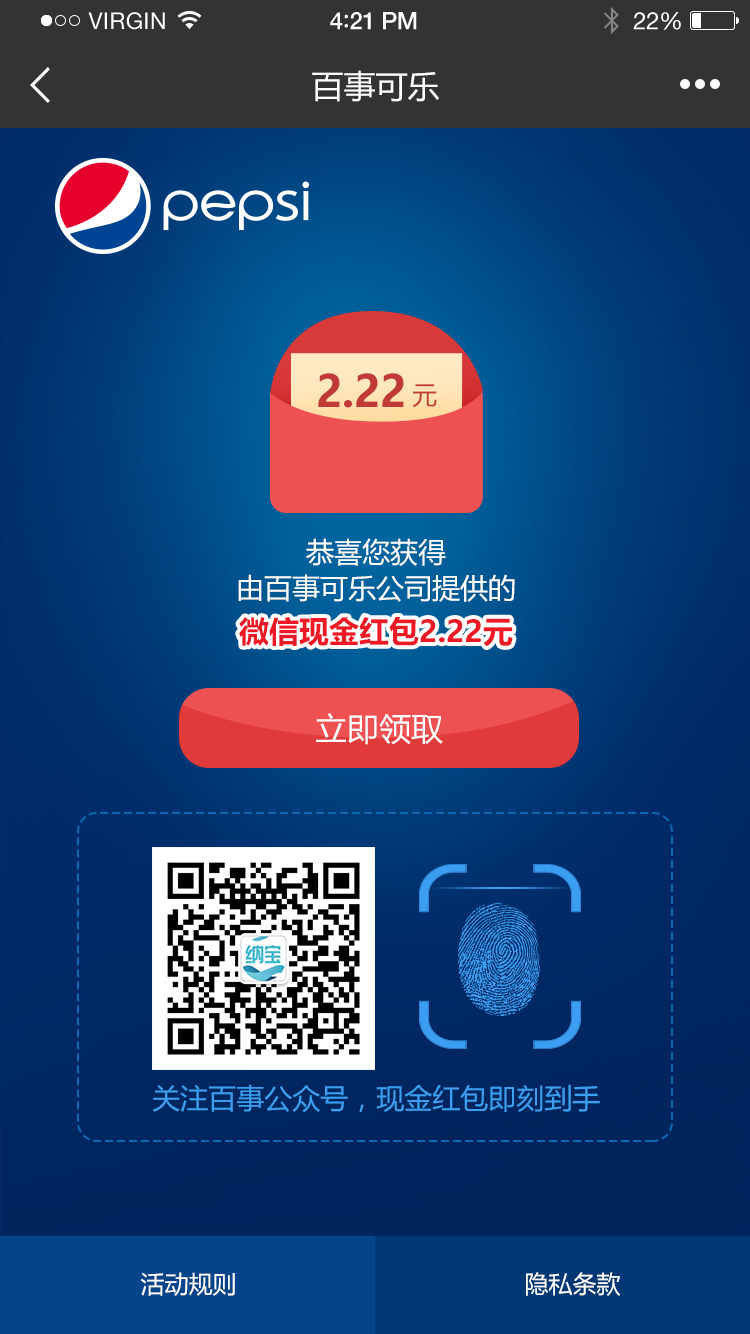 VIRGIN 4:21 PM 22%
百事可乐
pepsi
2.22元
恭喜您获得
由百事可乐公司提供的
微信现金红包2.22元
立即领取
纳宝
关注百事公众号，现金红包即刻到手
活动规则 隐私条款